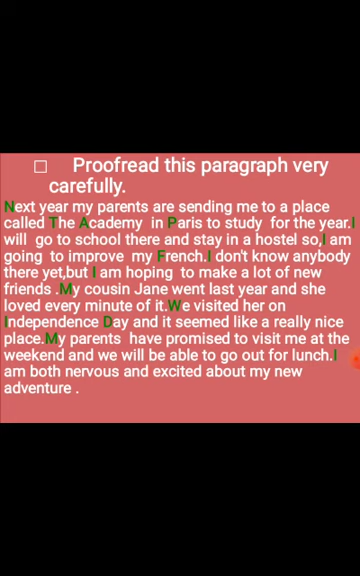 ☐ Proofread this paragraph very
carefully.
Next year my parents are sending me to a place
called The Academy in Paris to study for the year.I
will go to school there and stay in a hostel so,I am
going to improve my French.I don't know anybody
there yet,but I am hoping to make a lot of new
friends .My cousin Jane went last year and she
loved every minute of it.We visited her on
Independence Day and it seemed like a really nice
place.My parents have promised to visit me at the
weekend and we will be able to go out for lunch.I
am both nervous and excited about my new
adventure .